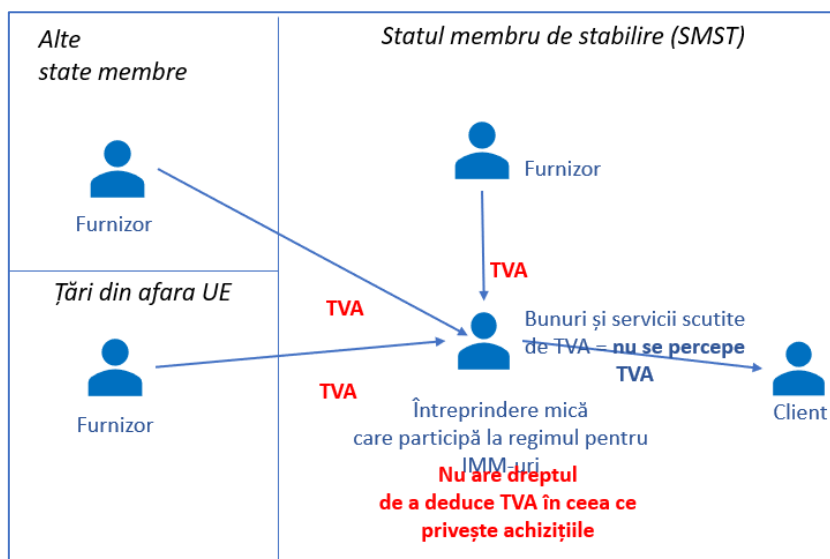 Alte
state membre
Statul membru de stabilire (SMST)
Furnizor
Furnizor
TVA
Țări din afara UE
TVA
Bunuri și servicii scutite
de TVA = nu se percepe
TVA
Furnizor
TVA
Client
Întreprindere mică
care participă la regimul pentru
IMM-uri
Nu are dreptul
de a deduce TVA în ceea ce
privește achizițiile